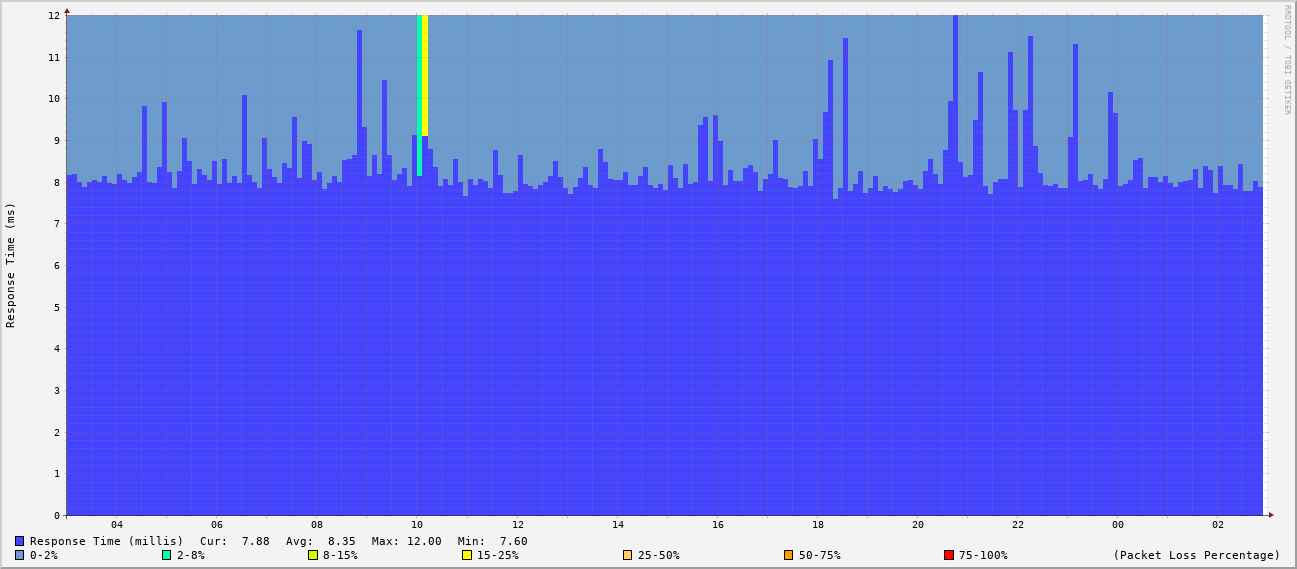 RRDTOOL / TOBI OETIKER
Response Time (ms)
12
11
10
9
8
7
6
5
4
3
2
1
0
04 06 08 10 12 14 16 18 20 22 00 02
Response Time (millis) Cur: 7.88 Avg: 8.35 Max: 12.00 Min: 7.60
0-2% 2-8% 8-15% 15-25% 25-50% 50-75% 75-100% (Packet Loss Percentage)